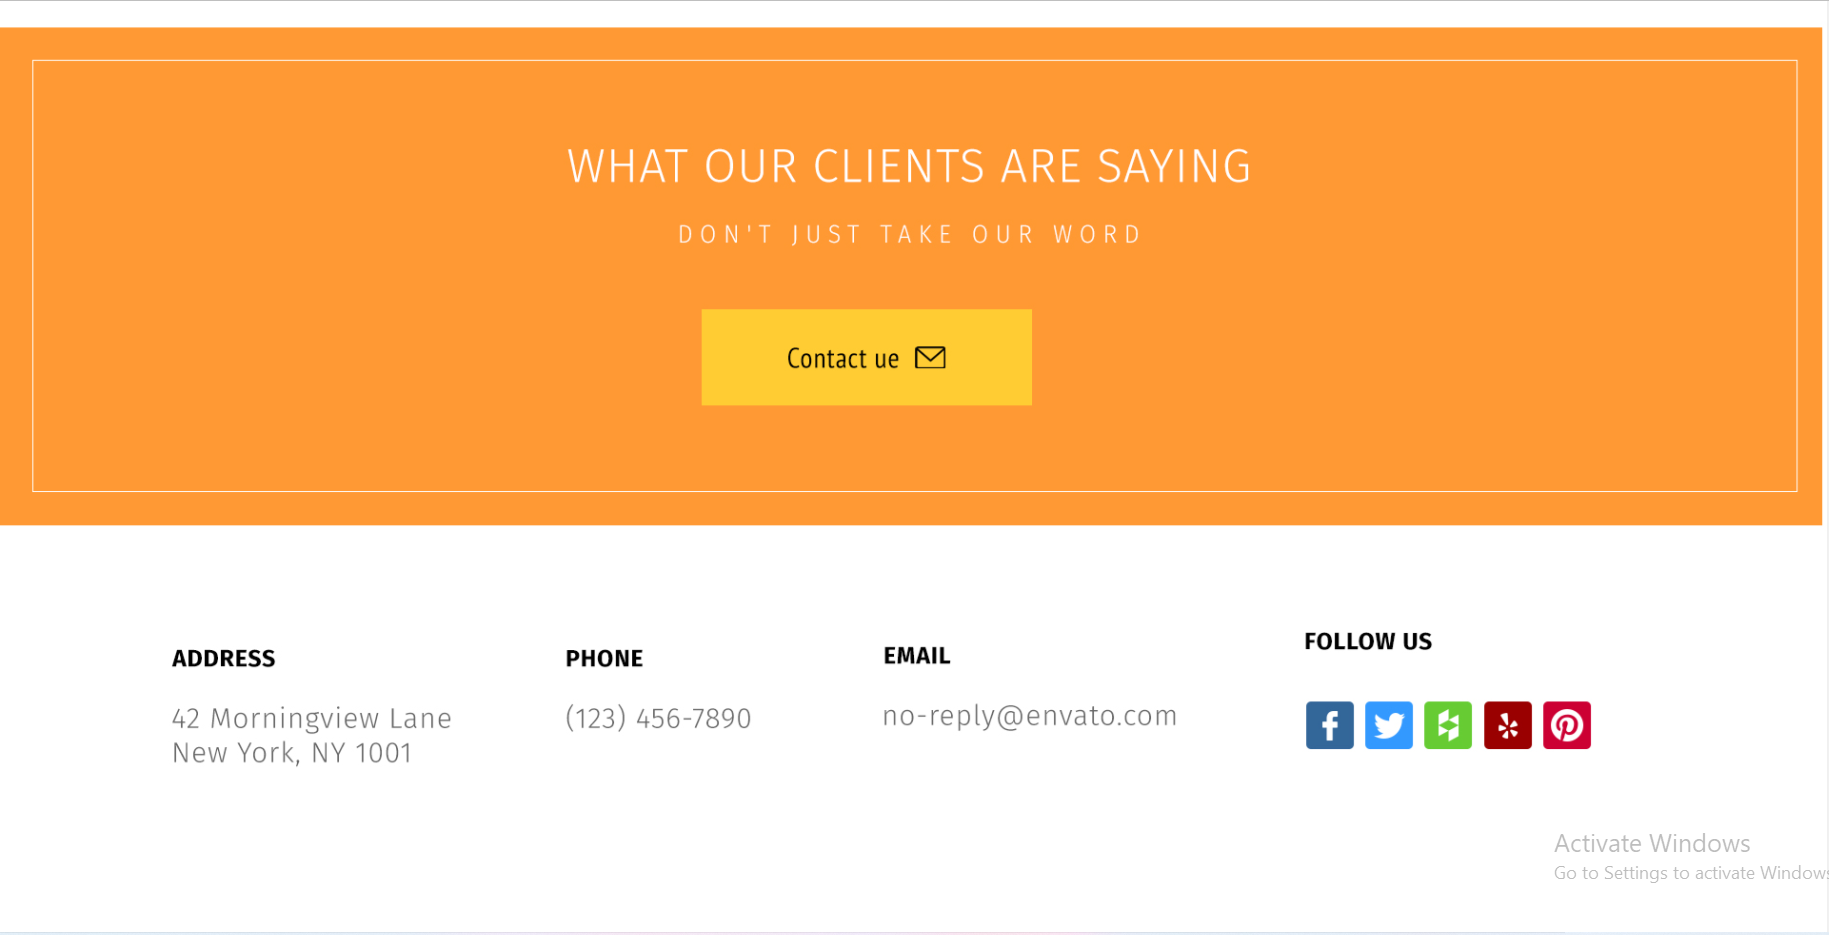 WHAT OUR CLIENTS ARE SAYING
DON'T JUST TAKE OUR WORD
Contact ue
ADDRESS
42 Morningview Lane
New York, NY 1001
PHONE
(123) 456-7890
EMAIL
no-reply@envato.com
FOLLOW US
Activate Windows
Go to Settings to activate Windows